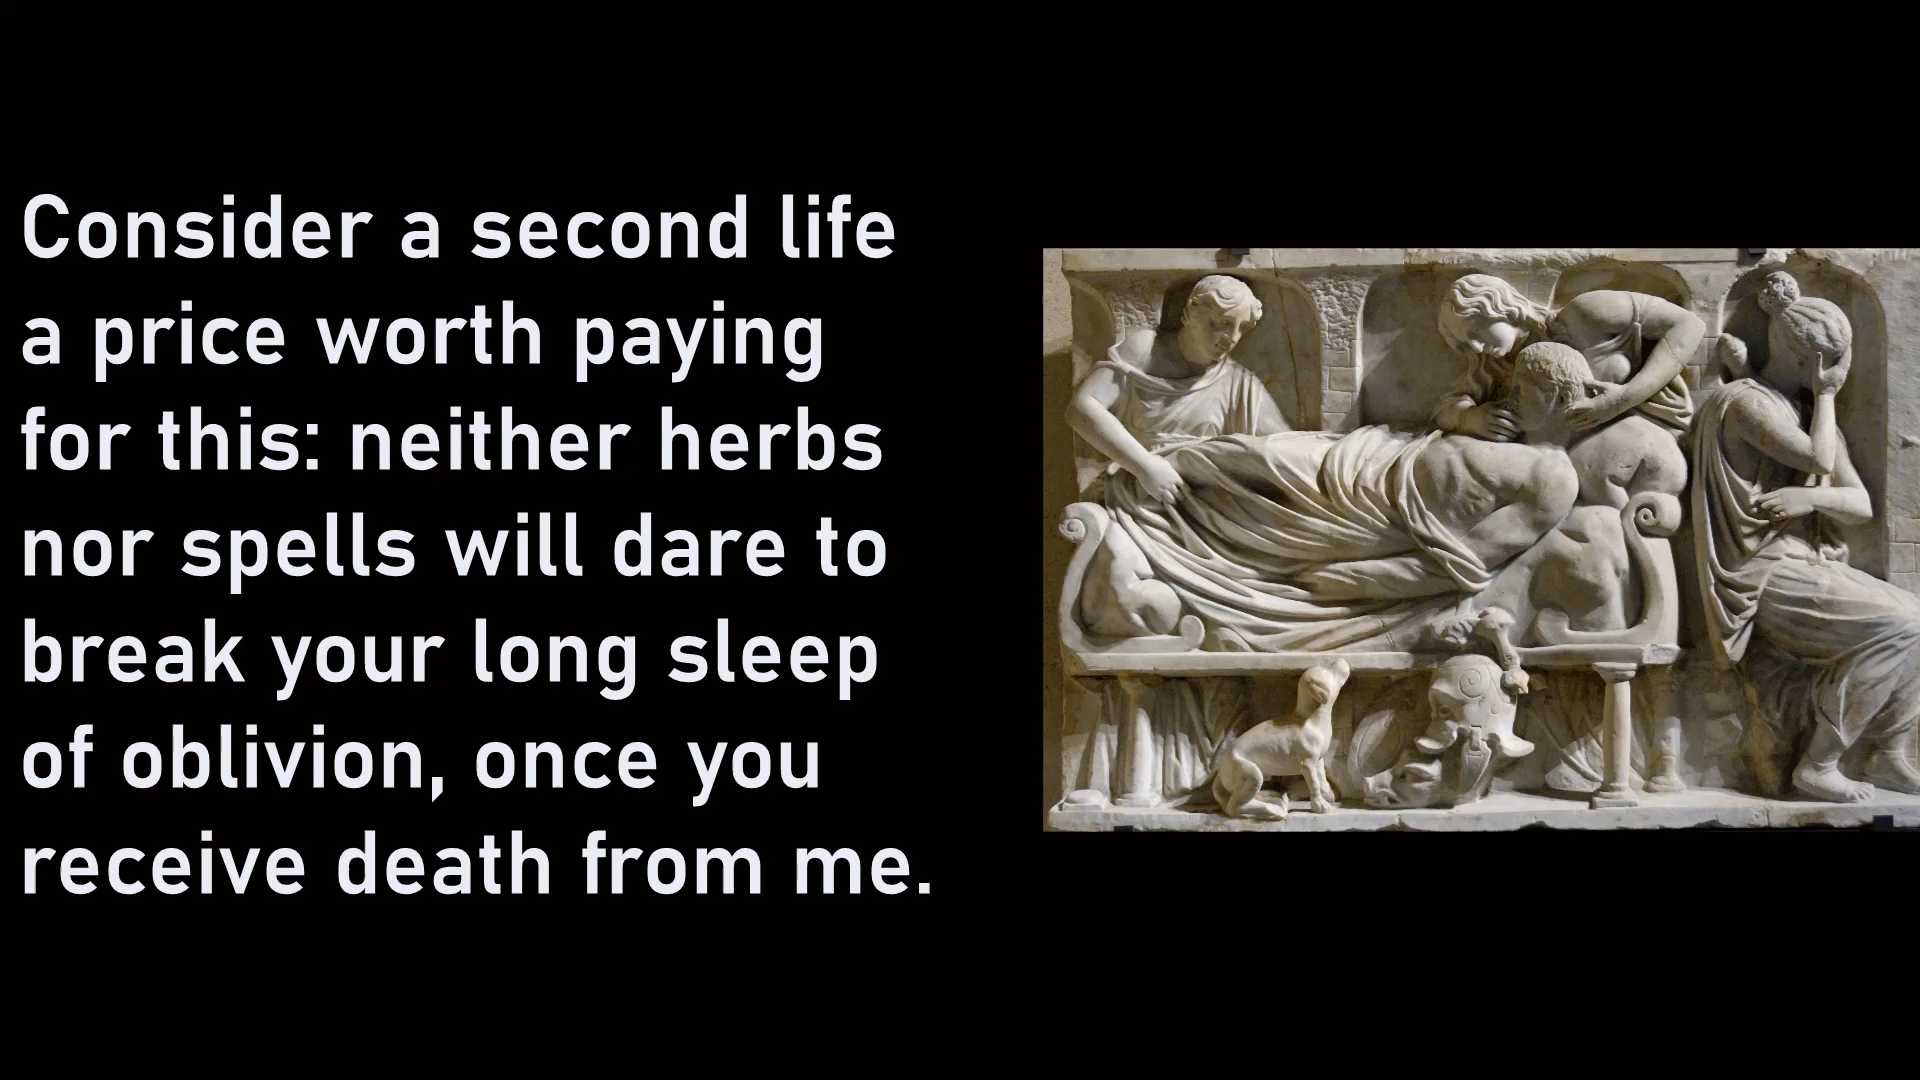 Consider a second life
a price worth paying
for this: neither herbs
nor spells will dare to
break your long sleep
of oblivion, once you
receive death from me.